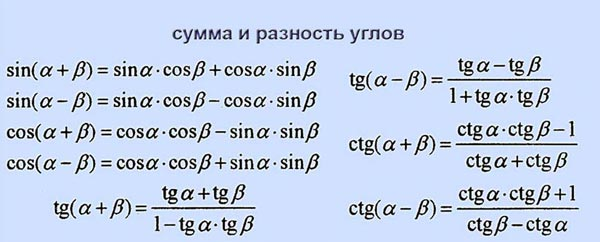 сумма и разность углов
sin(α + β) = sinα·cosβ + cosα·sinβ
sin(α − β) = sinα·cosβ − cosα·sinβ
cos(α + β) = cosα·cosβ − sinα·sinβ
cos(α − β) = cosα·cosβ + sinα·sinβ
tg(α + β) = (tgα + tgβ) / (1 − tgα·tgβ)
tg(α − β) = (tgα − tgβ) / (1 + tgα·tgβ)
ctg(α + β) = (ctgα·ctgβ − 1) / (ctgα + ctgβ)
ctg(α − β) = (ctgα·ctgβ + 1) / (ctgβ − ctgα)